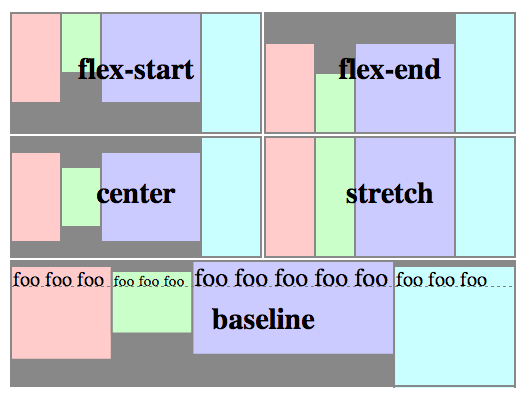 flex-start
flex-end
center
stretch
foo foo foo
foo foo foo
foo foo foo foo foo
foo foo foo
baseline